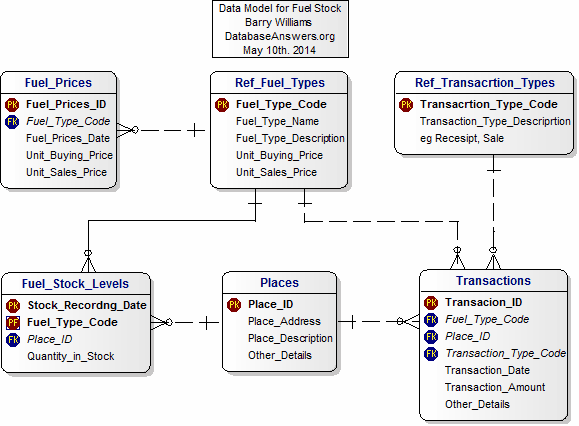 Data Model for Fuel Stock
Barry Williams
DatabaseAnswers.org
May 10th. 2014
Fuel_Prices
PK Fuel_Prices_ID
FK Fuel_Type_Code
Fuel_Prices_Date
Unit_Buying_Price
Unit_Sales_Price
Ref_Fuel_Types
PK Fuel_Type_Code
Fuel_Type_Name
Fuel_Type_Description
Unit_Buying_Price
Unit_Sales_Price
Ref_Transacrtion_Types
PK Transacrtion_Type_Code
Transaction_Type_Descriprtion
eg Recesipt, Sale
Fuel_Stock_Levels
PK Stock_Recordng_Date
PF Fuel_Type_Code
FK Place_ID
Quantity_in_Stock
Places
PK Place_ID
Place_Address
Place_Description
Other_Details
Transactions
PK Transacion_ID
FK Fuel_Type_Code
FK Place_ID
FK Transaction_Type_Code
Transaction_Date
Transaction_Amount
Other_Details